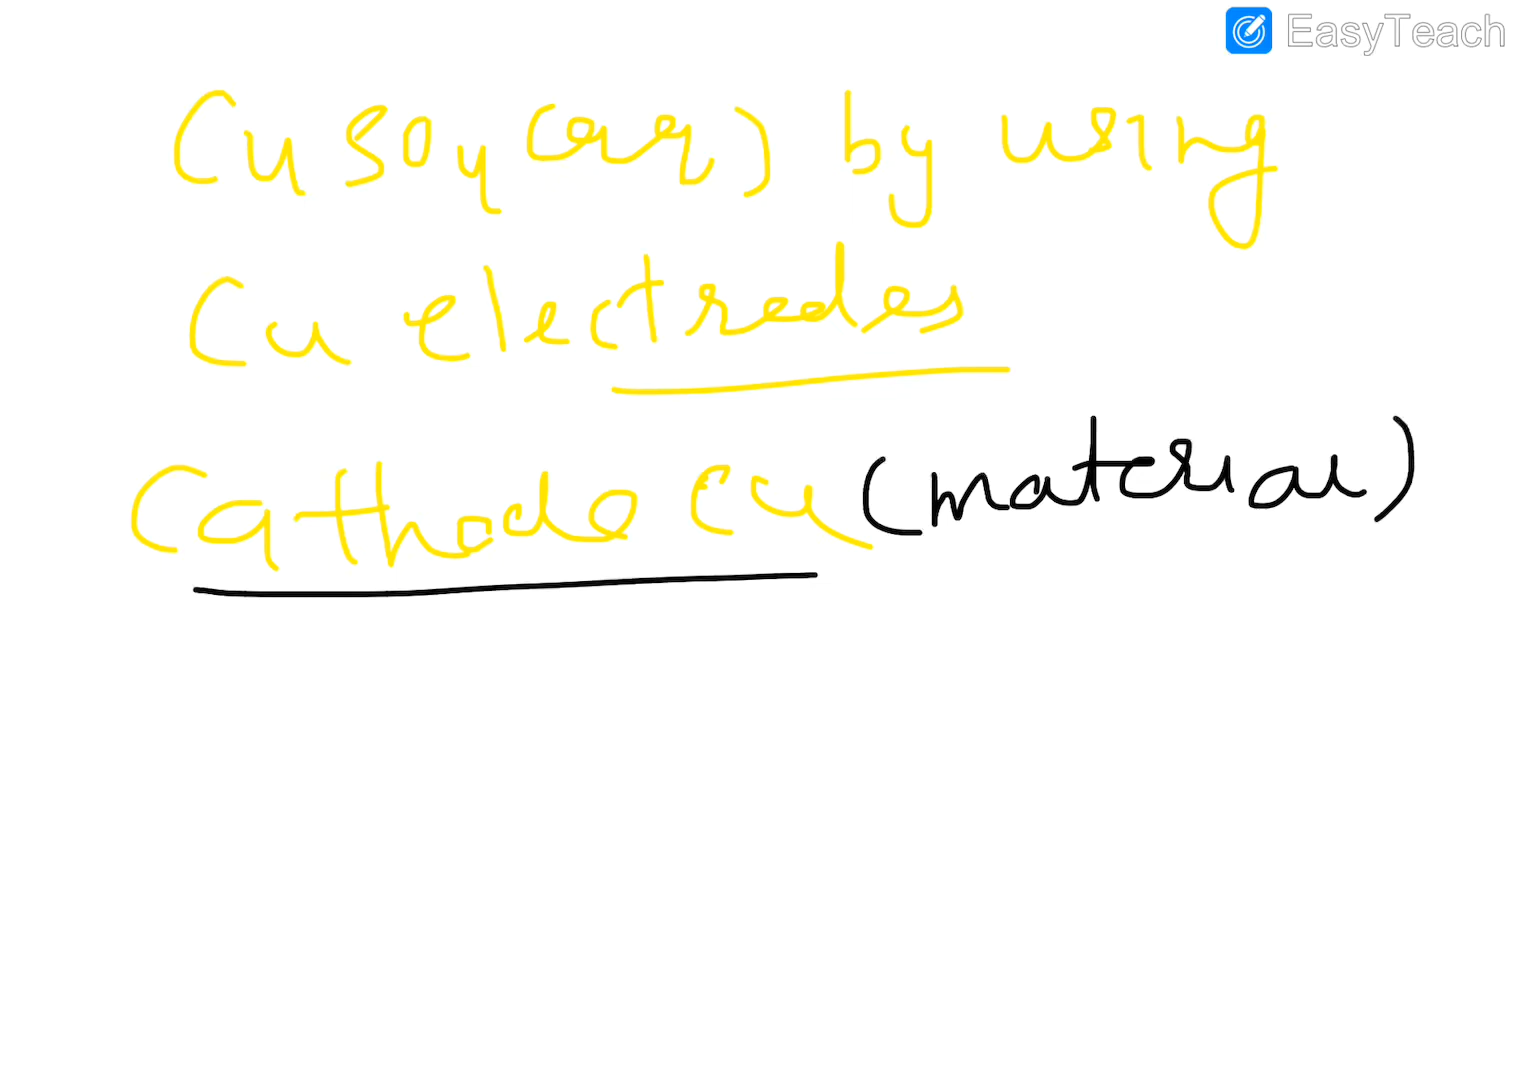 EasyTeach
CuSO4(aq) by using
Cu electrodes
Cathode Cu (material)